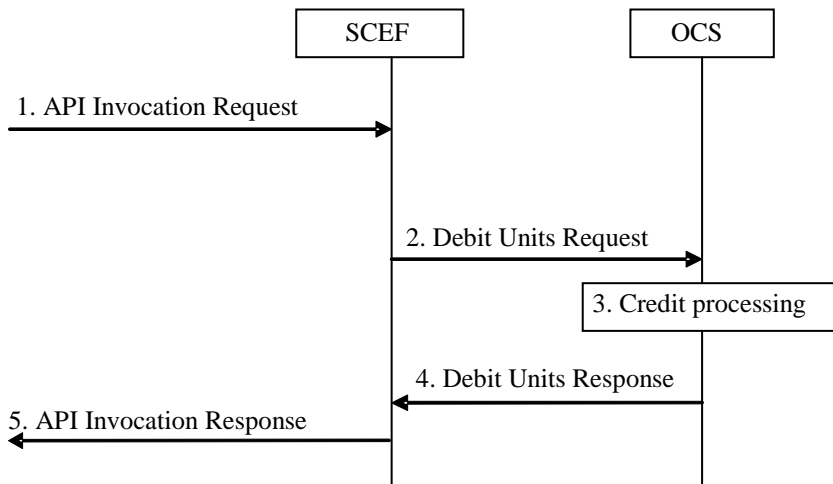 SCEF
OCS
1. API Invocation Request
2. Debit Units Request
3. Credit processing
4. Debit Units Response
5. API Invocation Response